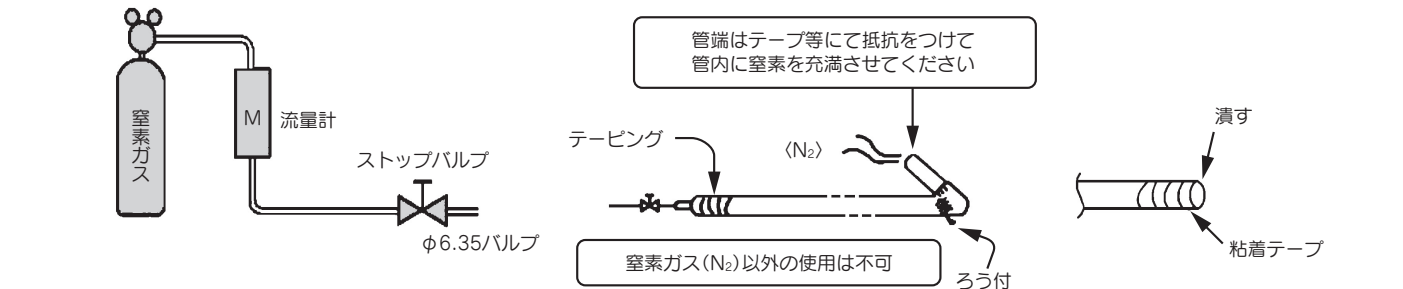 窒素ガス
M
流量計
ストップバルブ
φ6.35バルブ
管端はテープ等にて抵抗をつけて
管内に窒素を充満させてください
テーピング
〈N₂〉
窒素ガス(N₂)以外の使用は不可
ろう付
潰す
粘着テープ